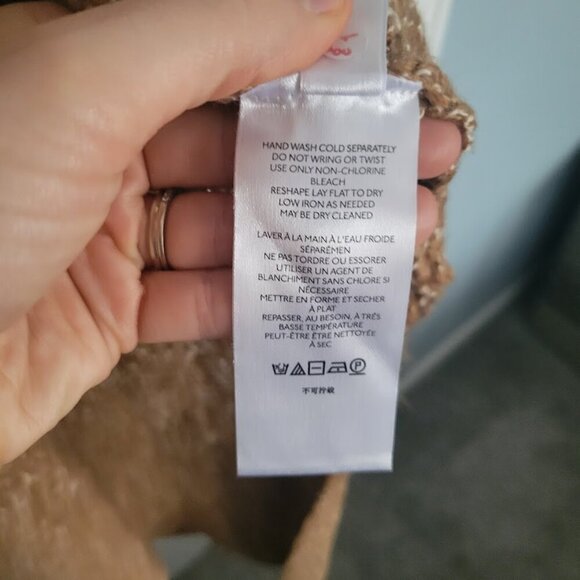 HAND WASH COLD SEPARATELY
DO NOT WRING OR TWIST
USE ONLY NON-CHLORINE
BLEACH
RESHAPE LAY FLAT TO DRY
LOW IRON AS NEEDED
MAY BE DRY CLEANED
LAVER À LA MAIN À L'EAU FROIDE
SÉPARÉMEN
NE PAS TORDRE OU ESSORER
UTILISER UN AGENT DE
BLANCHIMENT SANS CHLORE SI
NÉCESSAIRE
METTRE EN FORME ET SECHER
À PLAT
REPASSER, AU BESOIN, À TRÈS
BASSE TEMPÉRATURE
PEUT-ÊTRE ÊTRE NETTOYÉE
À SEC
P
不可拧绞